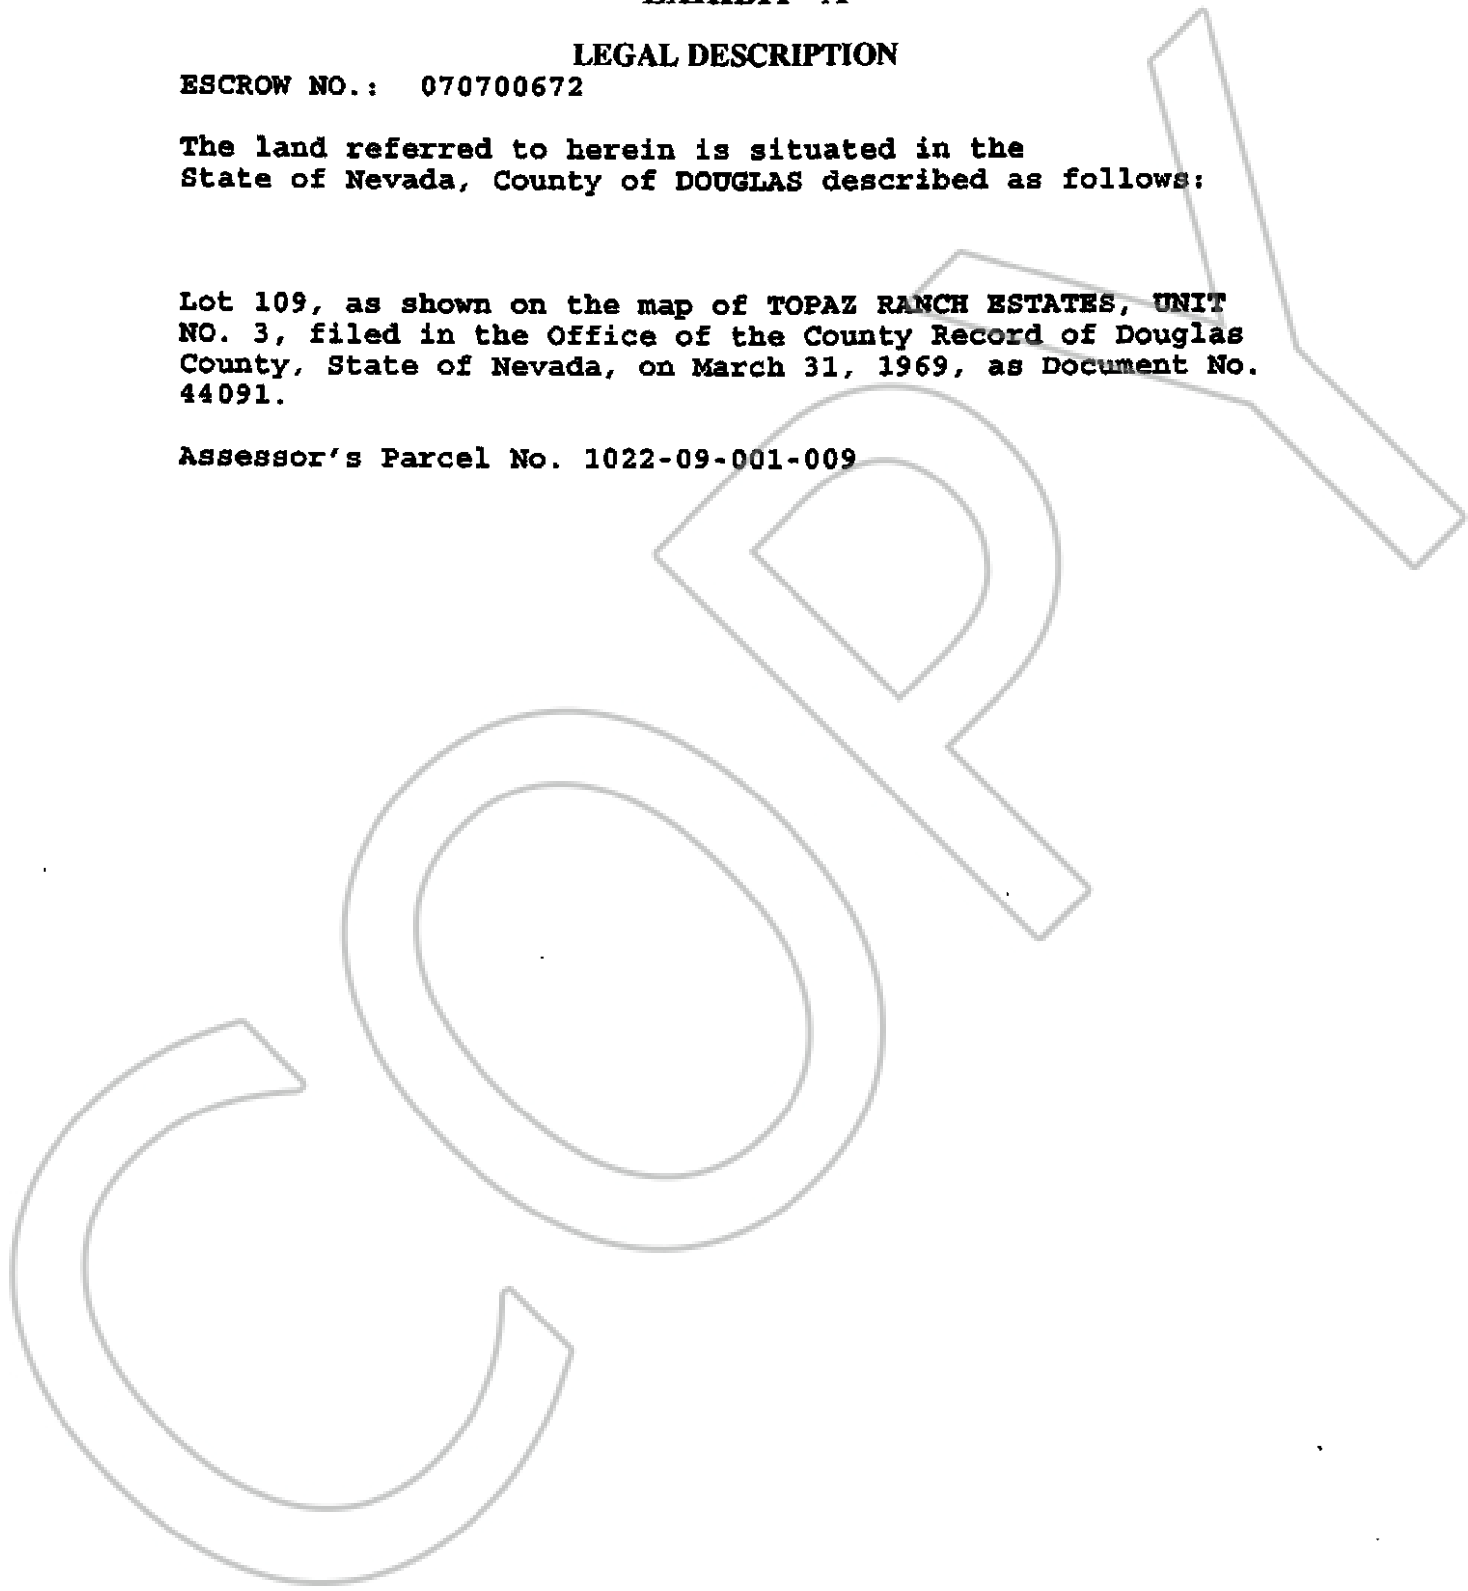 LEGAL DESCRIPTION
ESCROW NO.: 070700672
The land referred to herein is situated in the
State of Nevada, County of DOUGLAS described as follows:
Lot 109, as shown on the map of TOPAZ RANCH ESTATES, UNIT
NO. 3, filed in the Office of the County Record of Douglas
County, State of Nevada, on March 31, 1969, as Document No.
44091.
Assessor's Parcel No. 1022-09-001-009
COPY